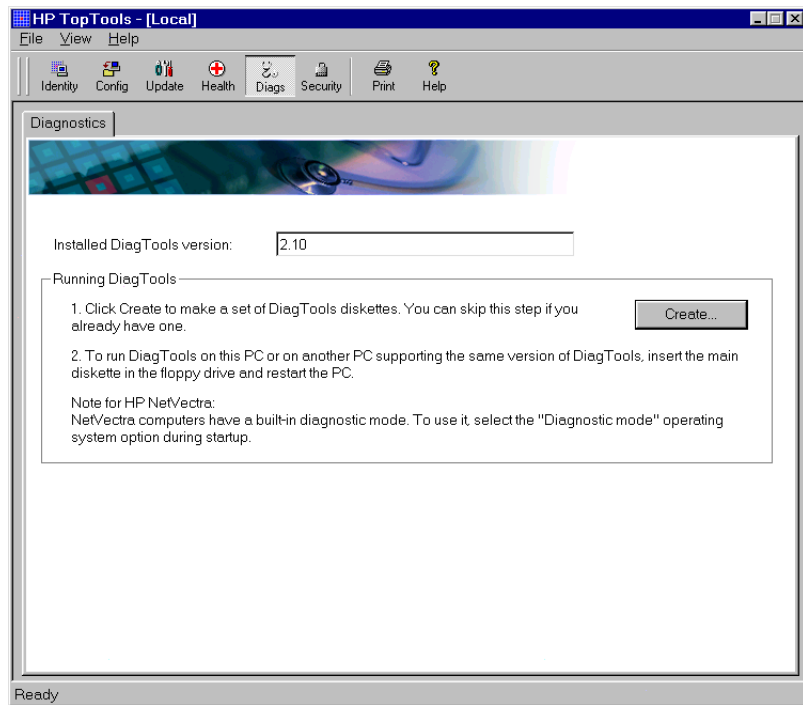 HP TopTools - [Local]
File View Help
Identity Config Update Health Diags Security Print Help
Diagnostics
Installed DiagTools version: 2.10
Running DiagTools
1. Click Create to make a set of DiagTools diskettes. You can skip this step if you
already have one.
Create...
2. To run DiagTools on this PC or on another PC supporting the same version of DiagTools, insert the main
diskette in the floppy drive and restart the PC.
Note for HP NetVectra:
NetVectra computers have a built-in diagnostic mode. To use it, select the "Diagnostic mode" operating
system option during startup.
Ready